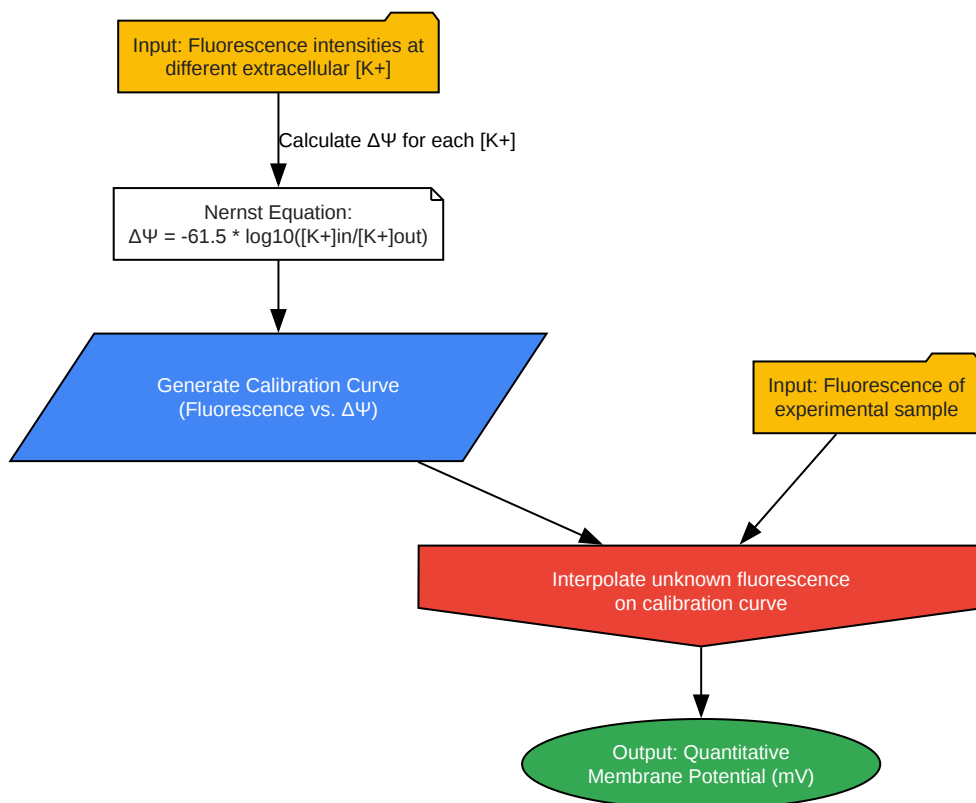 Input: Fluorescence intensities at
different extracellular [K+]
Calculate ΔΨ for each [K+]
Nernst Equation:
ΔΨ = -61.5 * log10([K+]in/[K+]out)
Generate Calibration Curve
(Fluorescence vs. ΔΨ)
Input: Fluorescence of
experimental sample
Interpolate unknown fluorescence
on calibration curve
Output: Quantitative
Membrane Potential (mV)